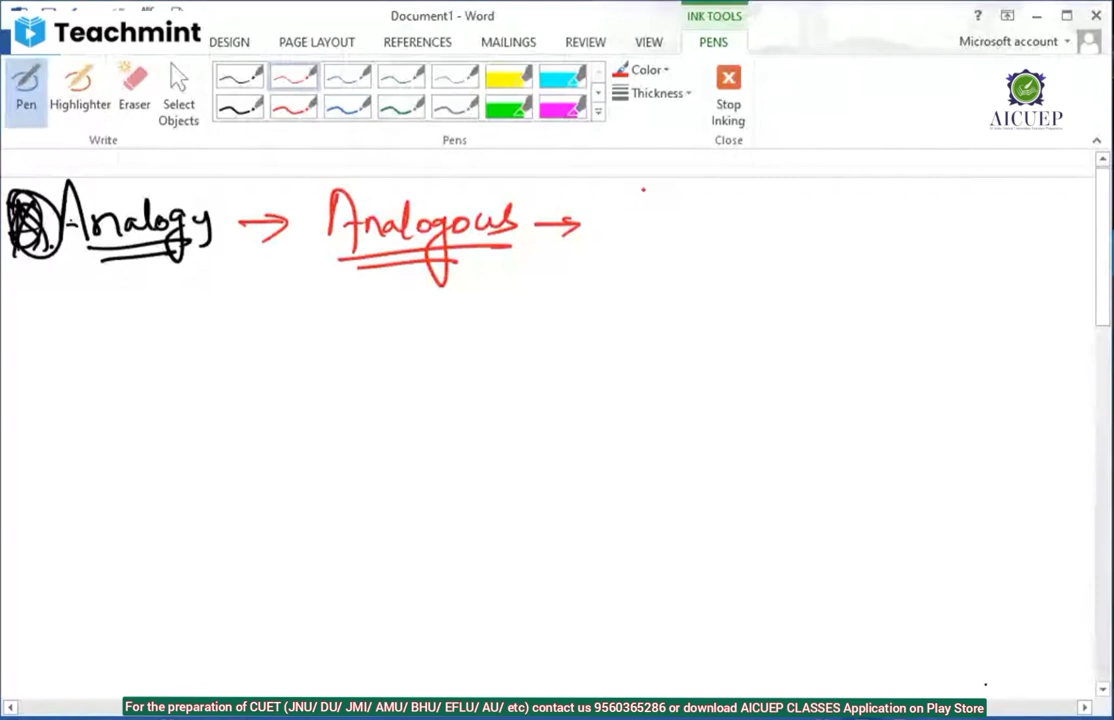 Document1 - Word
INK TOOLS
?
Teachmint
DESIGN PAGE LAYOUT REFERENCES MAILINGS REVIEW VIEW PENS
Microsoft account
Pen Highlighter Eraser Select Objects
Color
Thickness
Stop Inking
Write Pens Close
AICUEP
Analogy → Analogous →
For the preparation of CUET (JNU/ DU/ JMI/ AMU/ BHU/ EFLU/ AU/ etc) contact us 9560365286 or download AICUEP CLASSES Application on Play Store